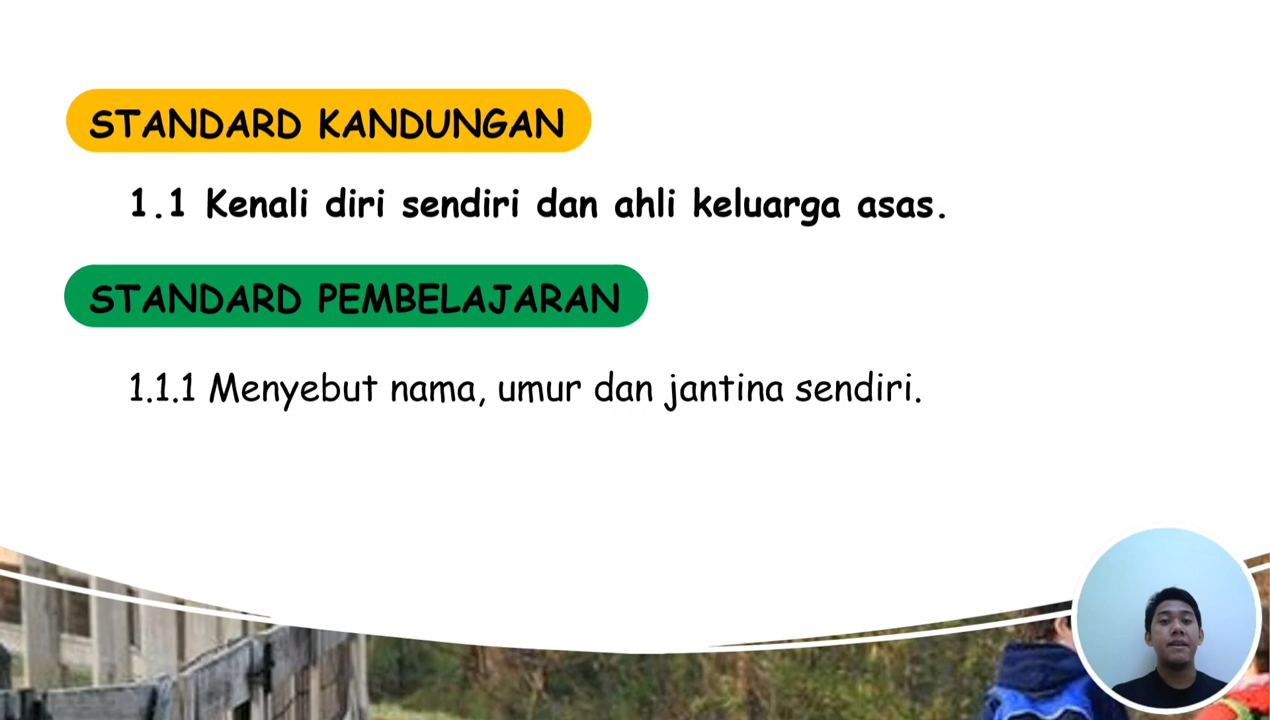 STANDARD KANDUNGAN
1.1 Kenali diri sendiri dan ahli keluarga asas.
STANDARD PEMBELAJARAN
1.1.1 Menyebut nama, umur dan jantina sendiri.